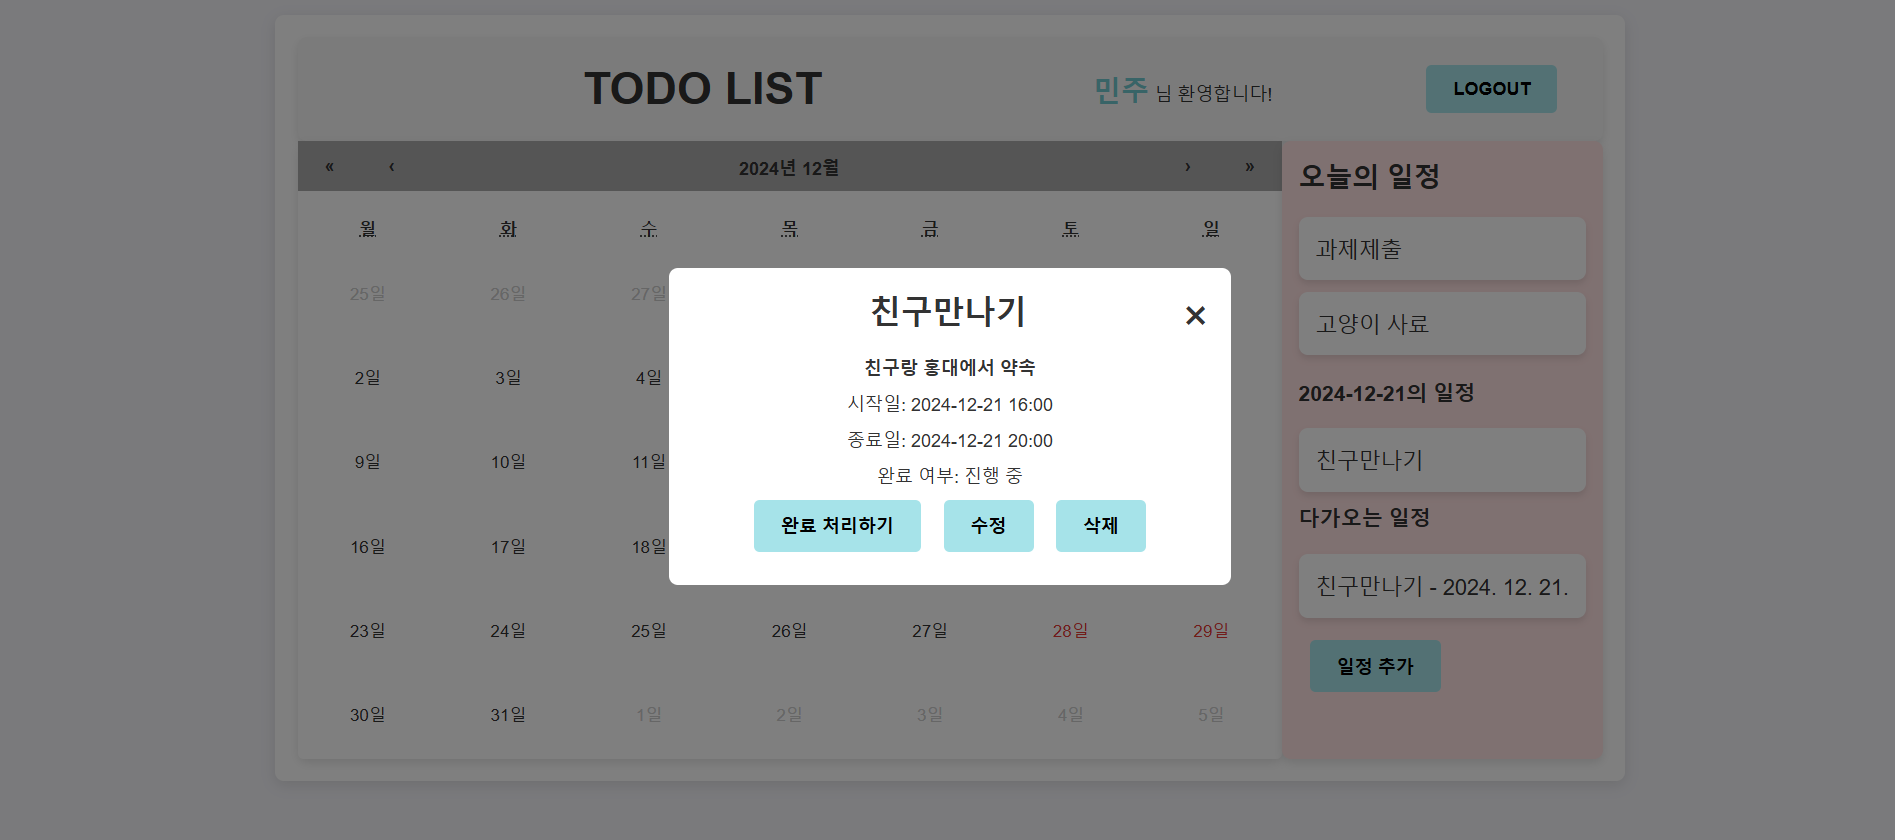 TODO LIST
민주 님 환영합니다!
LOGOUT
« ‹ 2024년 12월 › »
월 화 수 목 금 토 일
25일 26일 27일
2일 3일 4일
9일 10일 11일
16일 17일 18일
23일 24일 25일 26일 27일 28일 29일
30일 31일 1일 2일 3일 4일 5일
친구만나기 ×
친구랑 홍대에서 약속
시작일: 2024-12-21 16:00
종료일: 2024-12-21 20:00
완료 여부: 진행 중
완료 처리하기 수정 삭제
오늘의 일정
과제제출
고양이 사료
2024-12-21의 일정
친구만나기
다가오는 일정
친구만나기 - 2024. 12. 21.
일정 추가